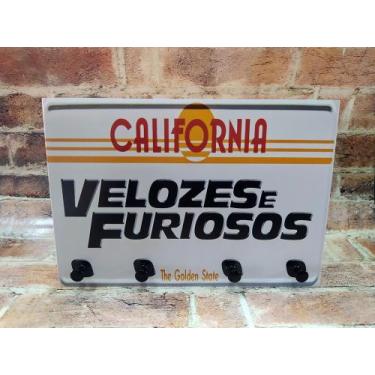 CALIFORNIA
VELOZES E
FURIOSOS
The Golden State